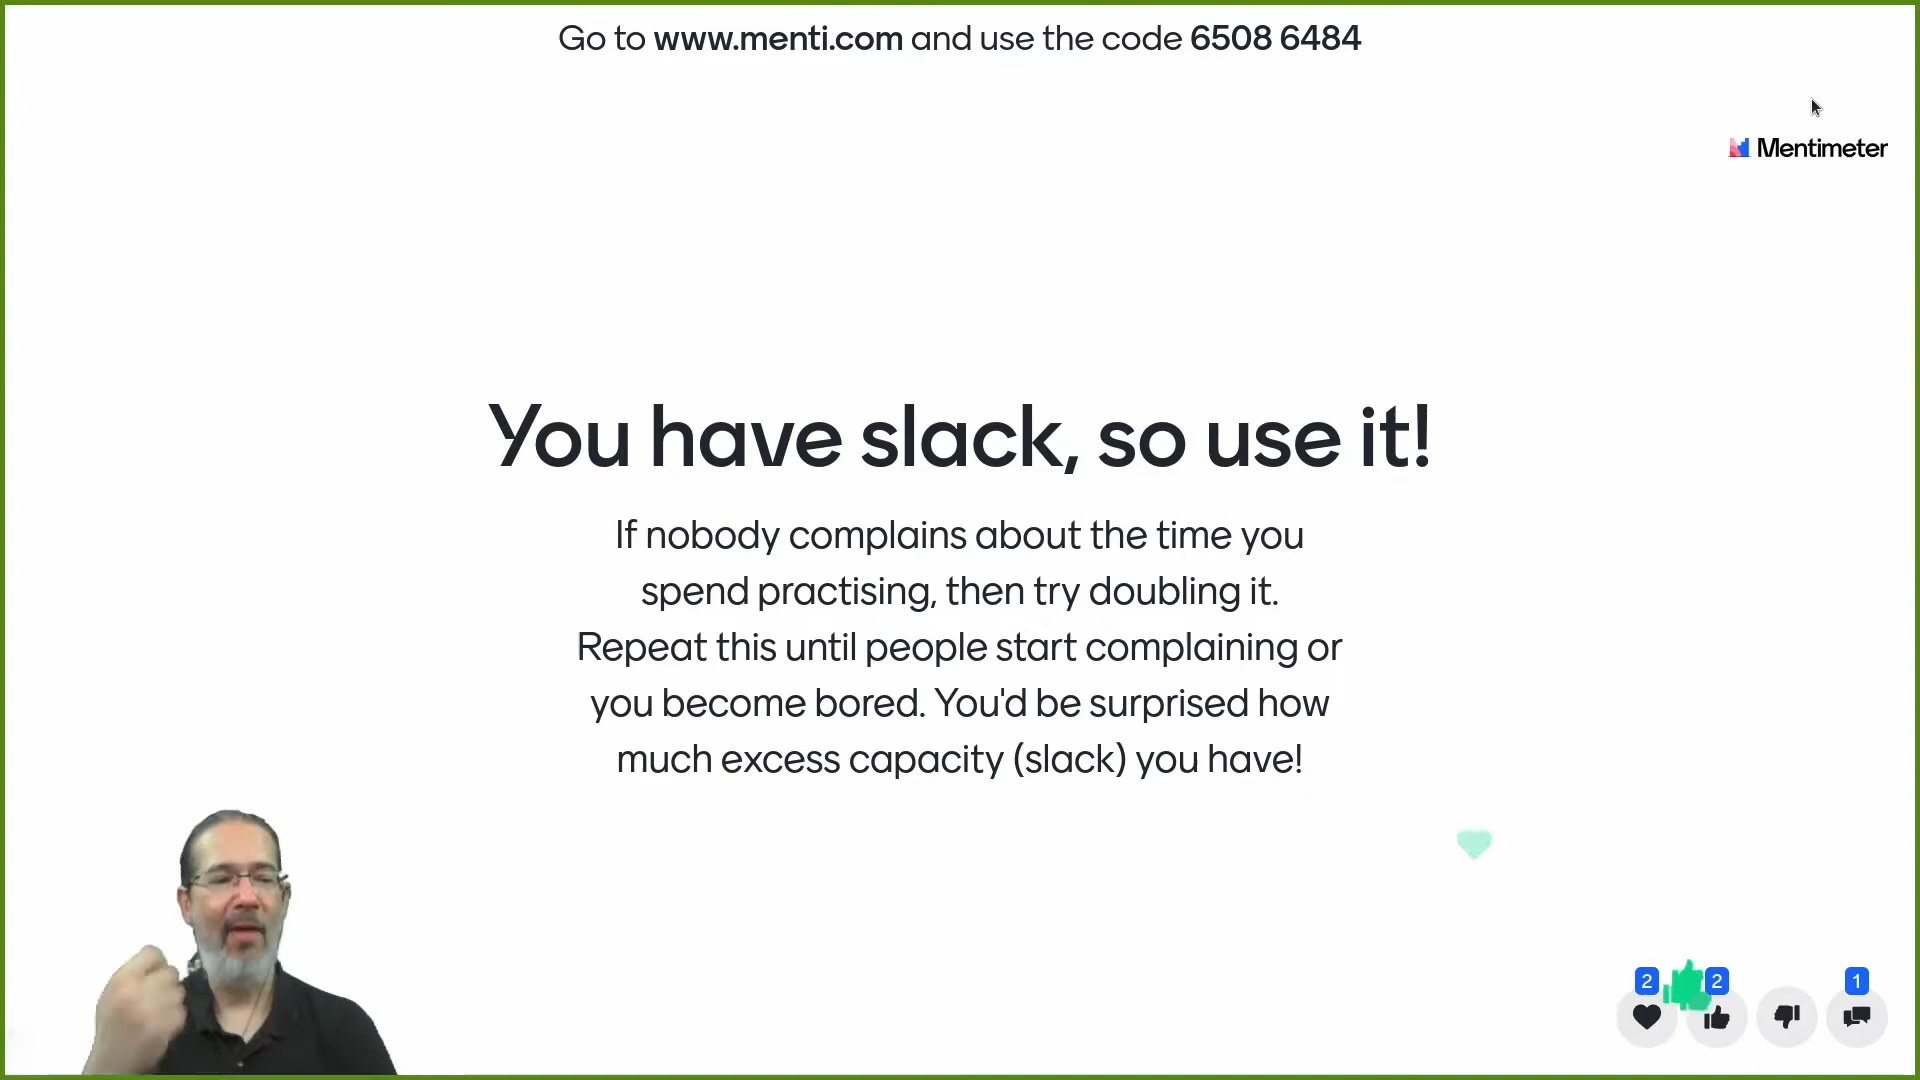 Go to www.menti.com and use the code 6508 6484
Mentimeter
You have slack, so use it!
If nobody complains about the time you
spend practising, then try doubling it.
Repeat this until people start complaining or
you become bored. You'd be surprised how
much excess capacity (slack) you have!
2 2 1